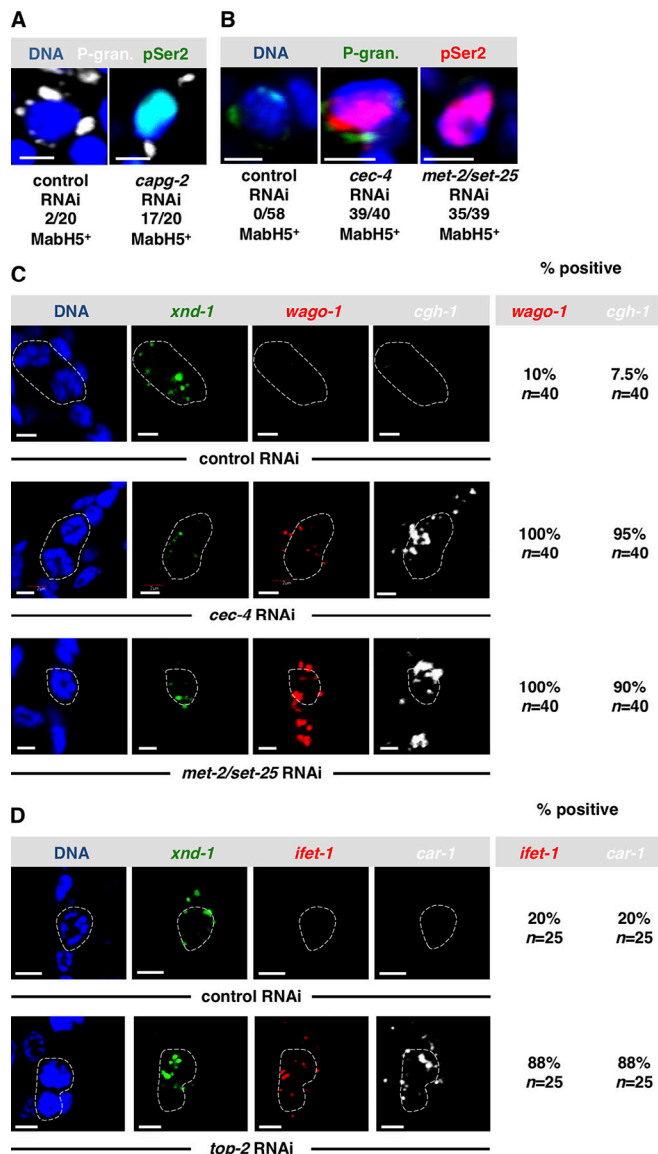 A
DNA P-gran. pSer2
control RNAi 2/20 MabH5+
capg-2 RNAi 17/20 MabH5+
B
DNA P-gran. pSer2
control RNAi 0/58 MabH5+
cec-4 RNAi 39/40 MabH5+
met-2/set-25 RNAi 35/39 MabH5+
C
% positive
DNA xnd-1 wago-1 cgh-1 wago-1 cgh-1
10% n=40 7.5% n=40
control RNAi
100% n=40 95% n=40
cec-4 RNAi
100% n=40 90% n=40
met-2/set-25 RNAi
D
% positive
DNA xnd-1 ifet-1 car-1 ifet-1 car-1
20% n=25 20% n=25
control RNAi
88% n=25 88% n=25
top-2 RNAi